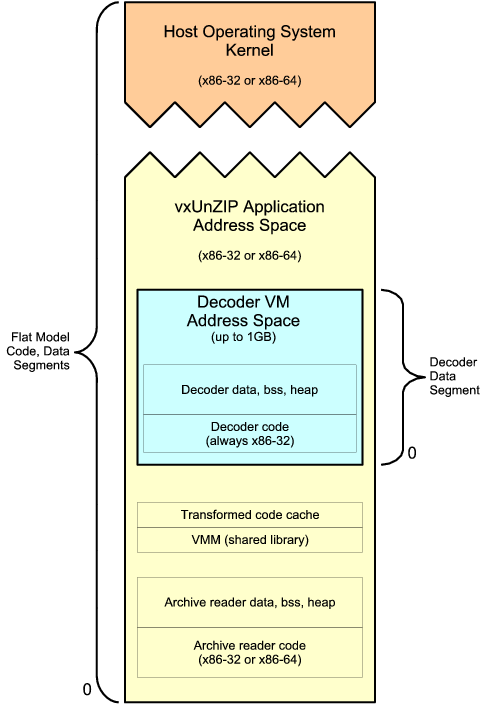 Host Operating System
Kernel
(x86-32 or x86-64)
vxUnZIP Application
Address Space
(x86-32 or x86-64)
Decoder VM
Address Space
(up to 1GB)
Flat Model
Code, Data
Segments
Decoder
Data
Segment
Decoder data, bss, heap
Decoder code
(always x86-32)
0
Transformed code cache
VMM (shared library)
Archive reader data, bss, heap
Archive reader code
(x86-32 or x86-64)
0